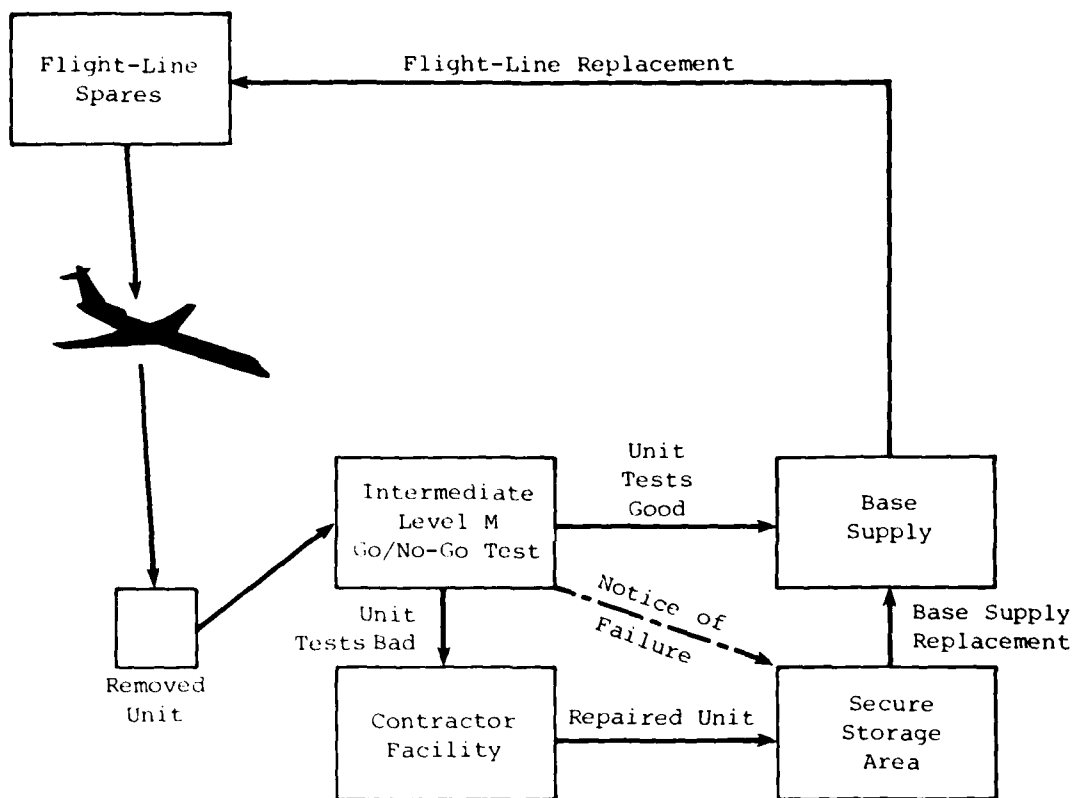 Flight-Line
Spares
Flight-Line Replacement
Intermediate
Level M
Go/No-Go Test
Unit
Tests
Good
Base
Supply
Removed
Unit
Unit
Tests Bad
Notice of
Failure
Base Supply
Replacement
Contractor
Facility
Repaired Unit
Secure
Storage
Area